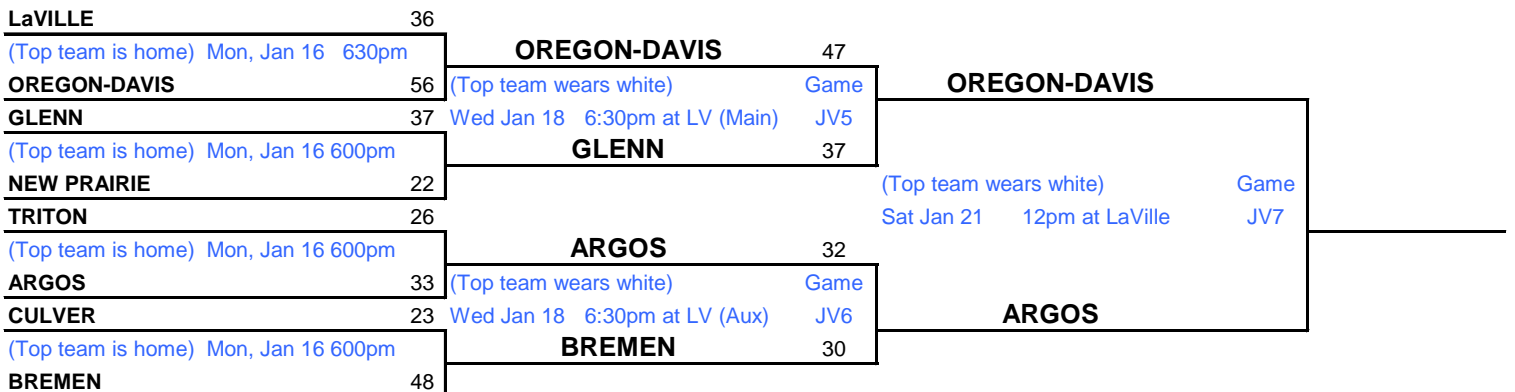 LaVILLE 36
(Top team is home) Mon, Jan 16 630pm OREGON-DAVIS 47
OREGON-DAVIS 56 (Top team wears white) Game OREGON-DAVIS
GLENN 37 Wed Jan 18 6:30pm at LV (Main) JV5
(Top team is home) Mon, Jan 16 600pm GLENN 37
NEW PRAIRIE 22 (Top team wears white) Game
TRITON 26 Sat Jan 21 12pm at LaVille JV7
(Top team is home) Mon, Jan 16 600pm ARGOS 32
ARGOS 33 (Top team wears white) Game
CULVER 23 Wed Jan 18 6:30pm at LV (Aux) JV6 ARGOS
(Top team is home) Mon, Jan 16 600pm BREMEN 30
BREMEN 48